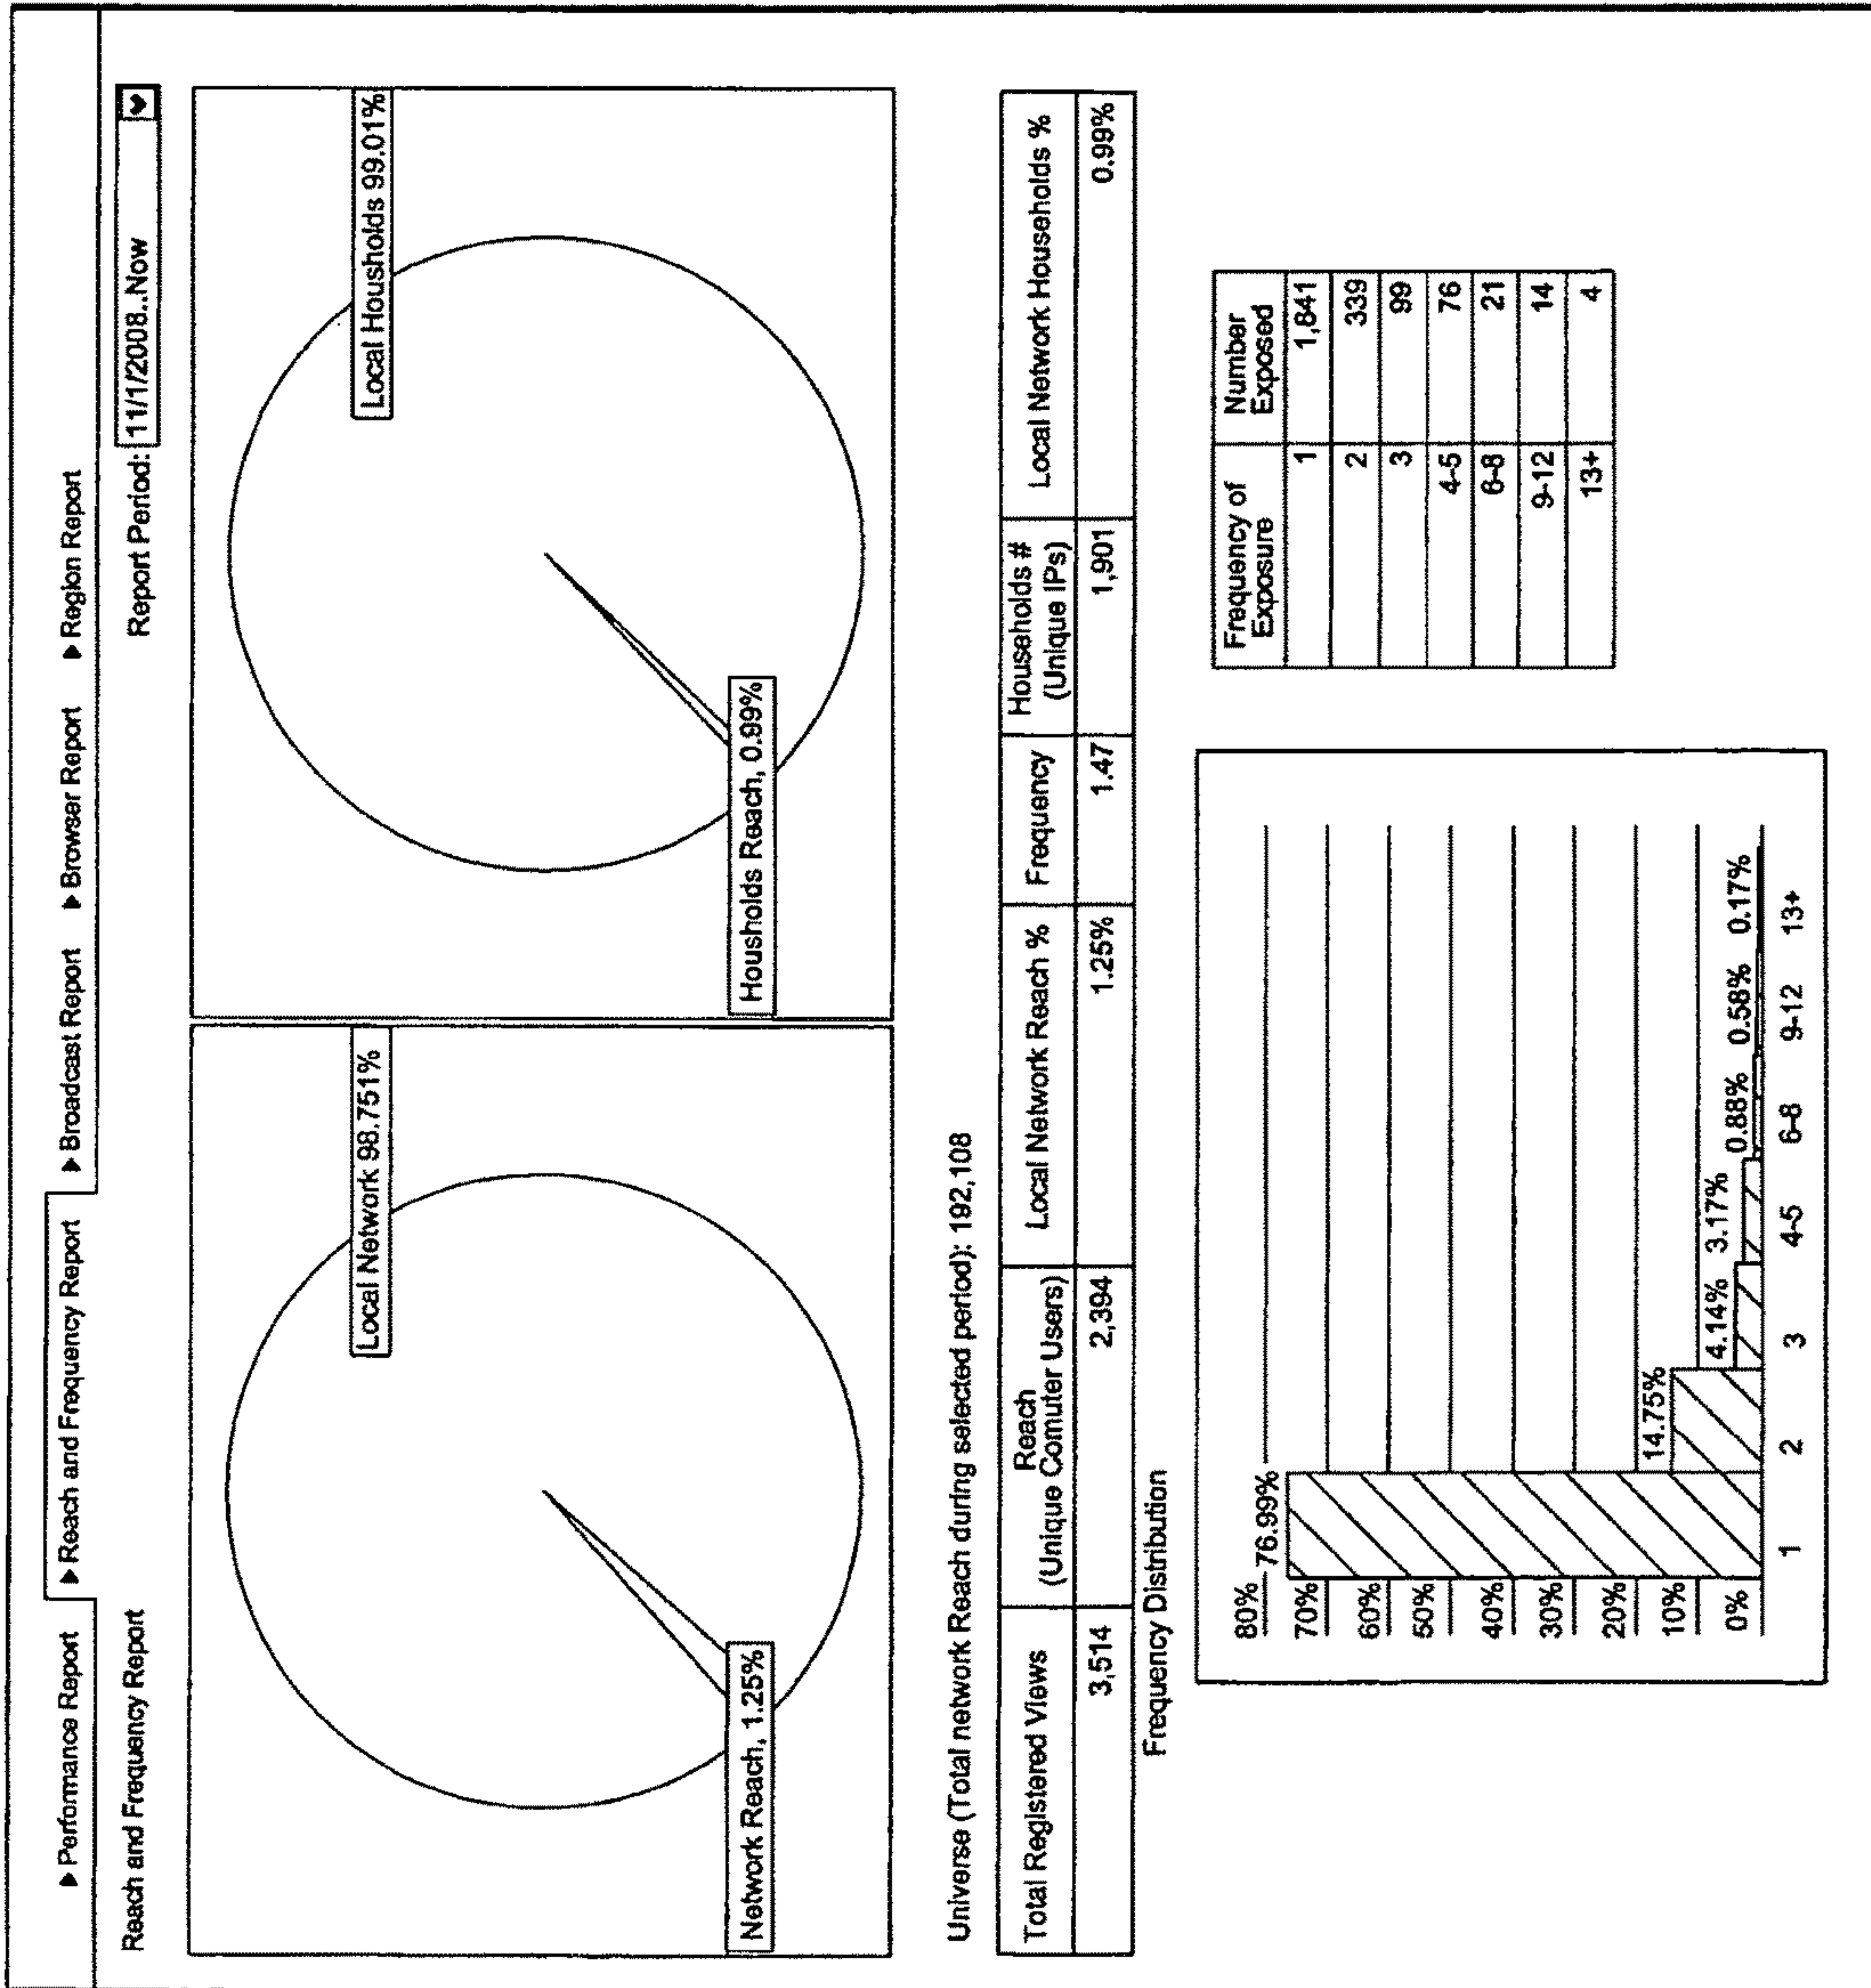 ▶ Performance Report ▶ Reach and Frequency Report ▶ Broadcast Report ▶ Browser Report ▶ Region Report
Reach and Frequency Report
Report Period: 11/1/2008..Now
Local Network 98.751%
Network Reach, 1.25%
Local Housholds 99.01%
Housholds Reach, 0.99%
Universe (Total network Reach during selected period): 192,108
Total Registered Views
Reach
(Unique Comuter Users)
Local Network Reach %
Frequency
Households #
(Unique IPs)
Local Network Households %
3,514 2,394 1.25% 1.47 1,901 0.99%
Frequency Distribution
80%
70%
60%
50%
40%
30%
20%
10%
0%
76.99%
14.75%
4.14%
3.17%
0.88%
0.58%
0.17%
1 2 3 4-5 6-8 9-12 13+
Frequency of
Exposure
Number
Exposed
1 1,841
2 339
3 99
4-5 76
6-8 21
9-12 14
13+ 4